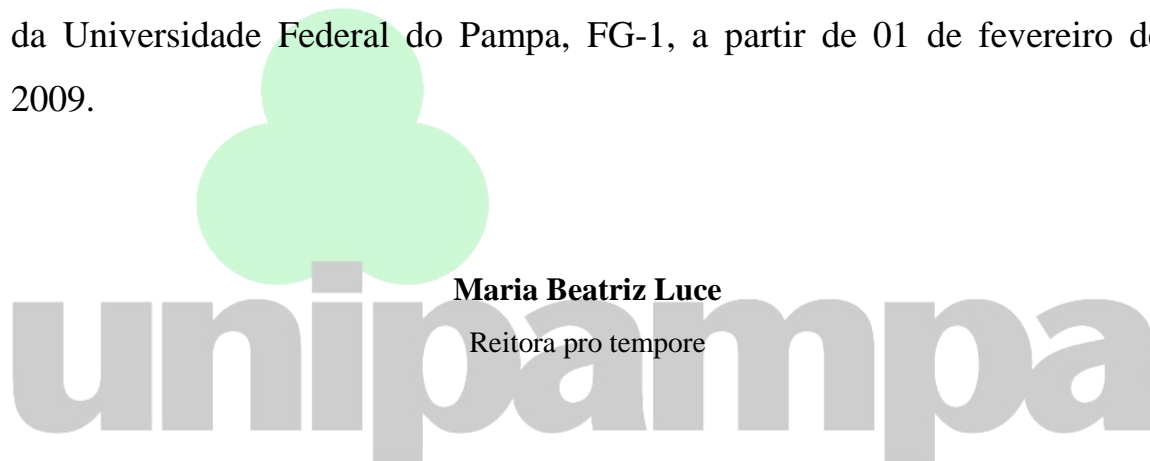 da Universidade Federal do Pampa, FG-1, a partir de 01 de fevereiro de
2009.
Maria Beatriz Luce
Reitora pro tempore
unipampa